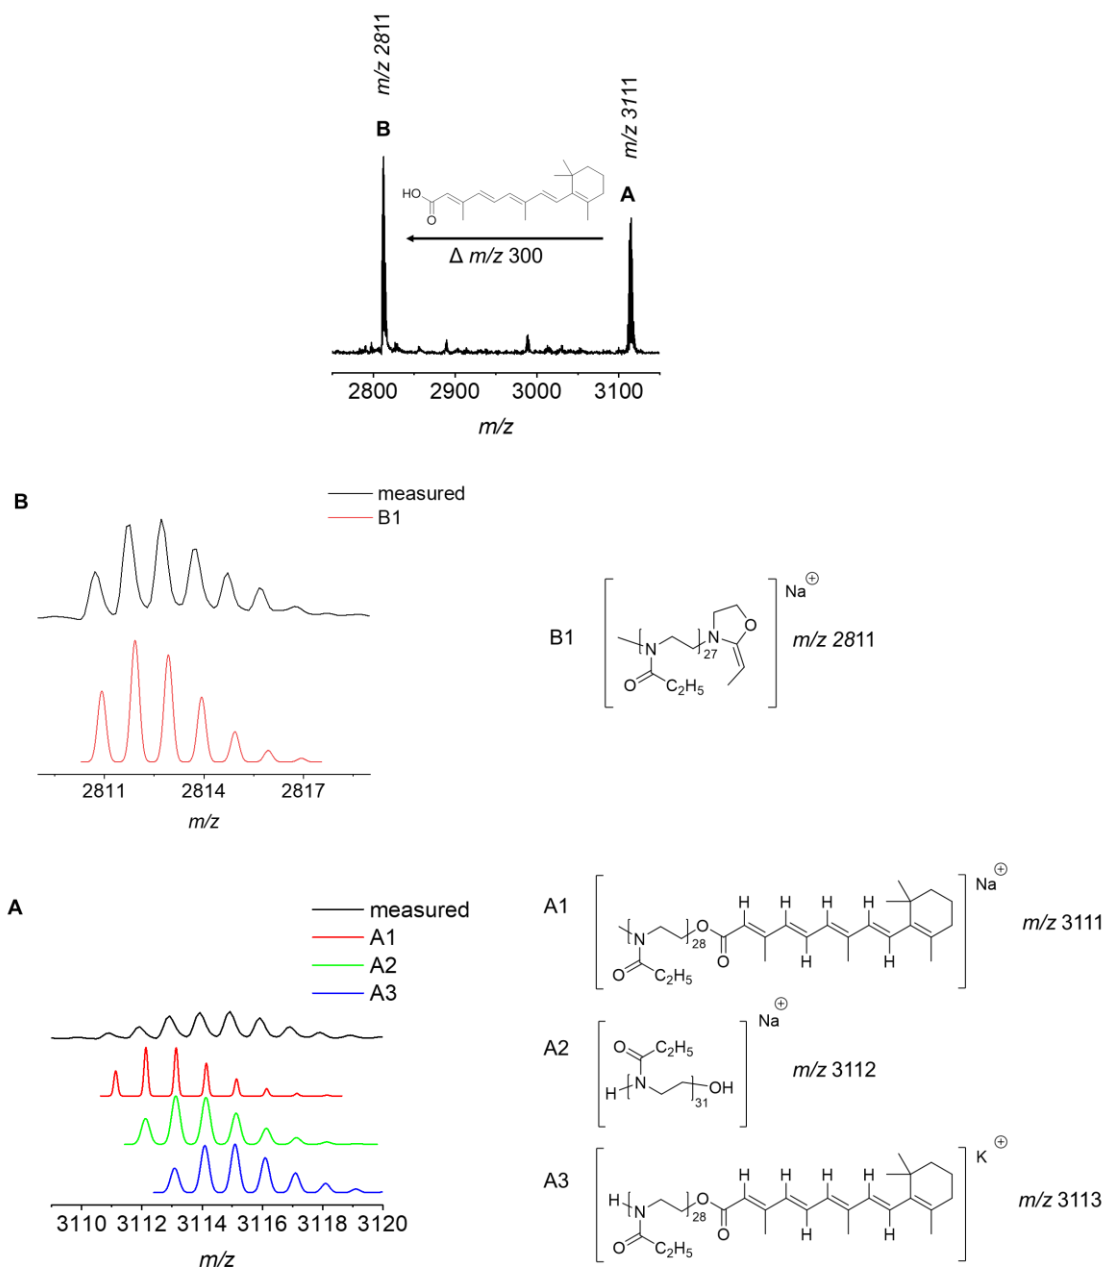 m/z 2811
m/z 3111
B
A
HO
O
Δ m/z 300
2800 2900 3000 3100
m/z
B
measured
B1
2811 2814 2817
m/z
B1
Na⊕
N
27
N
O
O
C2H5
m/z 2811
A
measured
A1
A2
A3
3110 3112 3114 3116 3118 3120
m/z
A1
Na⊕
H H H H
N
28
O
O
H H
O
C2H5
m/z 3111
A2
Na⊕
O
C2H5
H
N
31
OH
m/z 3112
A3
K⊕
H H H H
H
N
28
O
O
H H
O
C2H5
m/z 3113